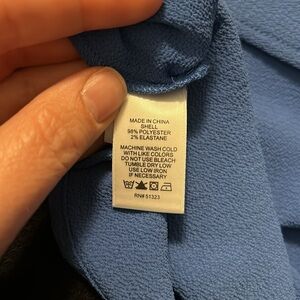 MADE IN CHINA
SHELL
98% POLYESTER
2% ELASTANE
MACHINE WASH COLD
WITH LIKE COLORS
DO NOT USE BLEACH
TUMBLE DRY LOW
USE LOW IRON
IF NECESSARY
RN# 51323